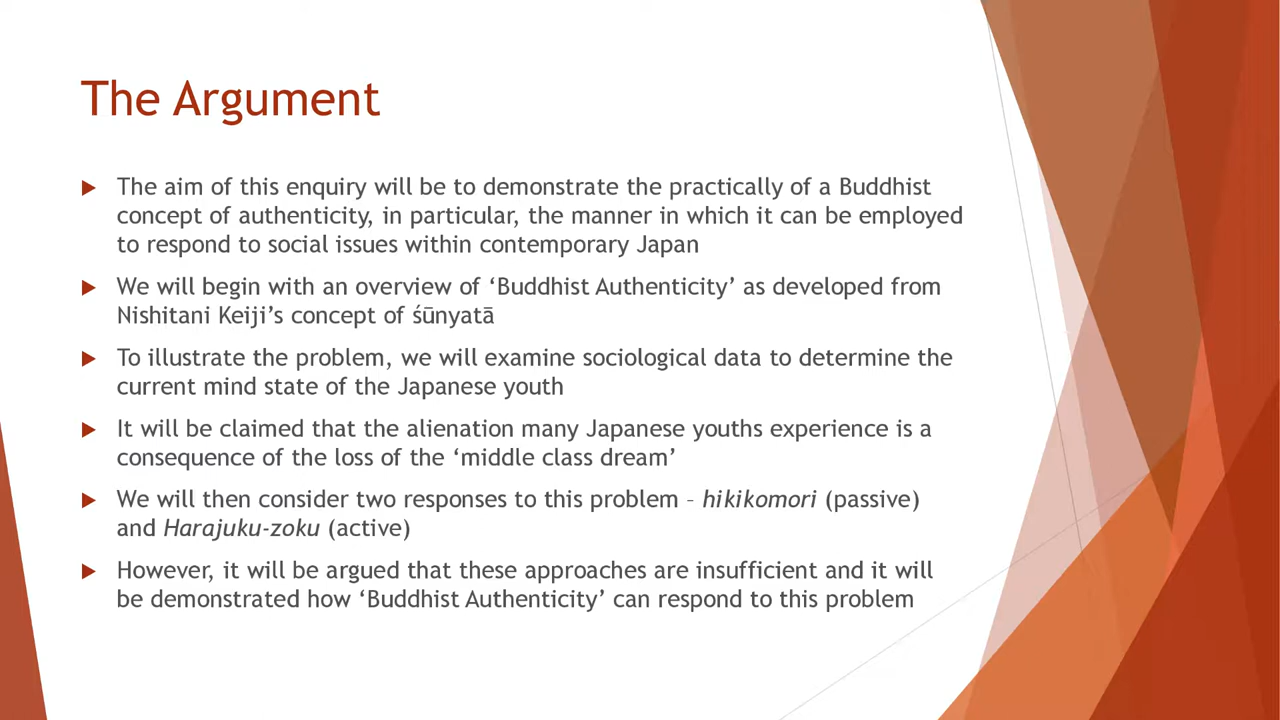 The Argument
The aim of this enquiry will be to demonstrate the practically of a Buddhist
concept of authenticity, in particular, the manner in which it can be employed
to respond to social issues within contemporary Japan
We will begin with an overview of ‘Buddhist Authenticity’ as developed from
Nishitani Keiji’s concept of śūnyatā
To illustrate the problem, we will examine sociological data to determine the
current mind state of the Japanese youth
It will be claimed that the alienation many Japanese youths experience is a
consequence of the loss of the ‘middle class dream’
We will then consider two responses to this problem – hikikomori (passive)
and Harajuku-zoku (active)
However, it will be argued that these approaches are insufficient and it will
be demonstrated how ‘Buddhist Authenticity’ can respond to this problem